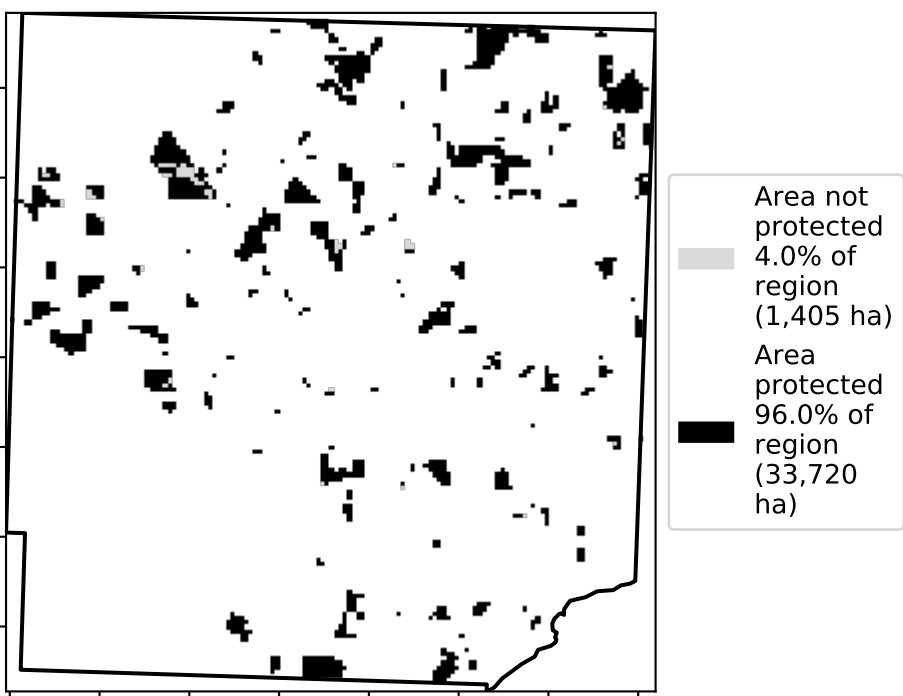 Area not
protected
4.0% of
region
(1,405 ha)
Area
protected
96.0% of
region
(33,720
ha)